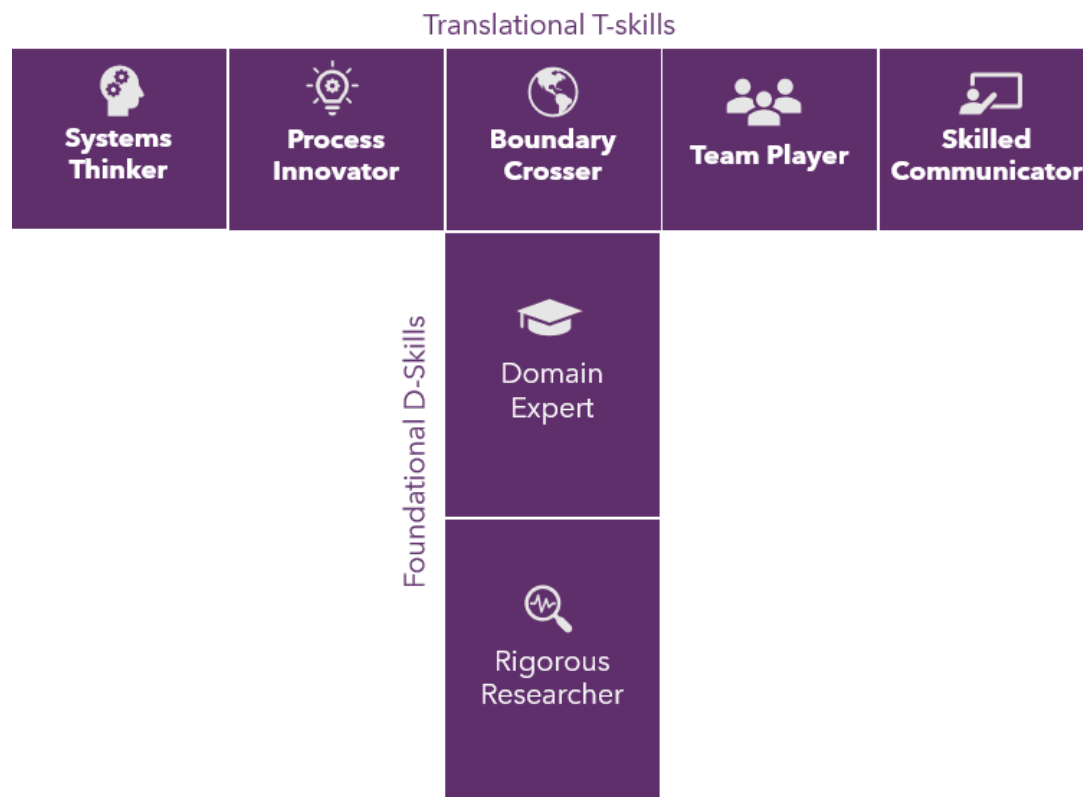 Translational T-skills
Systems
Thinker
Process
Innovator
Boundary
Crosser
Team Player
Skilled
Communicator
Foundational D-Skills
Domain
Expert
Rigorous
Researcher